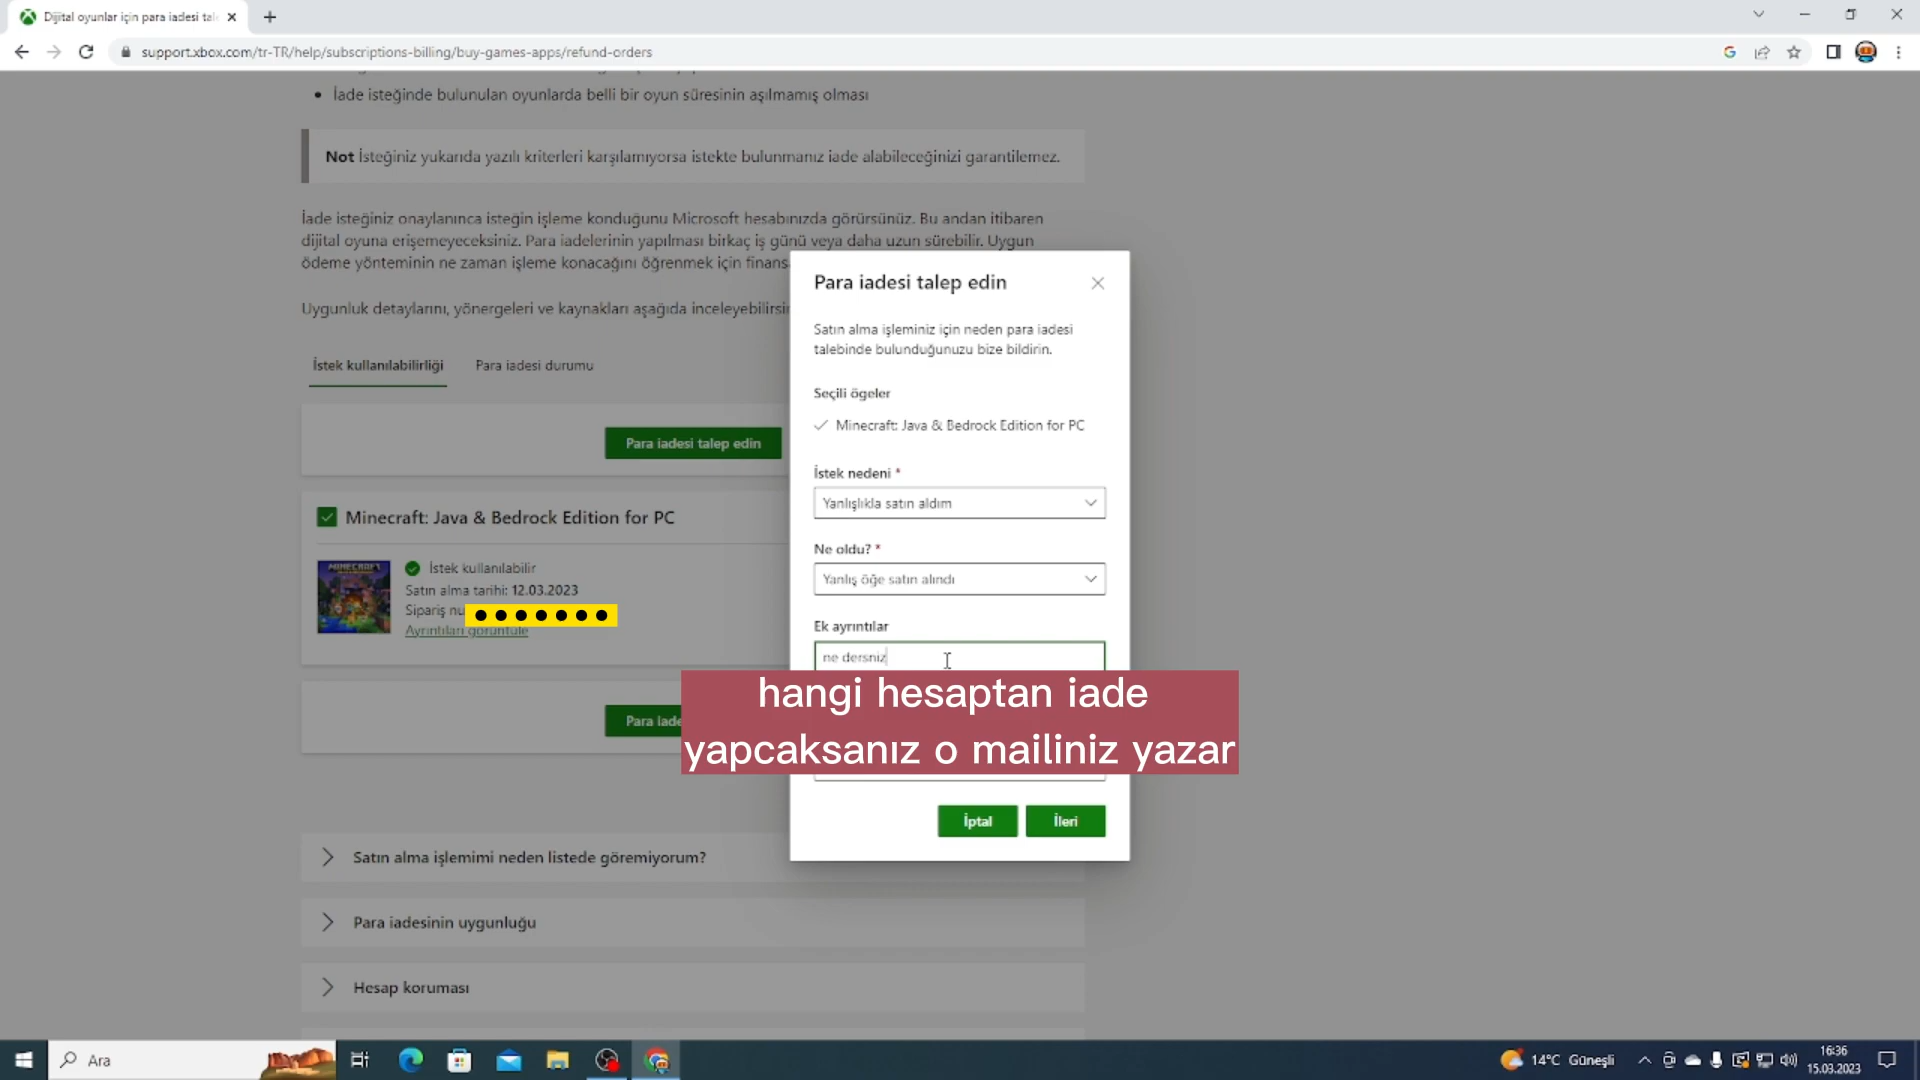 Dijital oyunlar için para iadesi tale
support.xbox.com/tr-TR/help/subscriptions-billing/buy-games-apps/refund-orders
İade isteğinde bulunulan oyunlarda belli bir oyun süresinin aşılmamış olması
Not İsteğiniz yukarıda yazılı kriterleri karşılamıyorsa istekte bulunmanız iade alabileceğinizi garantilemez.
İade isteğiniz onaylanınca isteğin işleme konduğunu Microsoft hesabınızda görürsünüz. Bu andan itibaren
dijital oyuna erişemeyeceksiniz. Para iadelerinin yapılması birkaç iş günü veya daha uzun sürebilir. Uygun
ödeme yönteminin ne zaman işleme konacağını öğrenmek için finans
Uygunluk detaylarını, yönergeleri ve kaynakları aşağıda inceleyebilirsin
İstek kullanılabilirliği
Para iadesi durumu
Para iadesi talep edin
Minecraft: Java & Bedrock Edition for PC
MINECRAFT
İstek kullanılabilir
Satın alma tarihi: 12.03.2023
Sipariş nu
Ayrıntıları görüntüle
Para iade
Satın alma işlemimi neden listede göremiyorum?
Para iadesinin uygunluğu
Hesap koruması
Para iadesi talep edin
Satın alma işleminiz için neden para iadesi
talebinde bulunduğunuzu bize bildirin.
Seçili ögeler
Minecraft: Java & Bedrock Edition for PC
İstek nedeni *
Yanlışlıkla satın aldım
Ne oldu? *
Yanlış öğe satın alındı
Ek ayrıntılar
ne dersniz
hangi hesaptan iade
yapcaksanız o mailiniz yazar
İptal
İleri
Ara
14°C Güneşli
16:36
15.03.2023